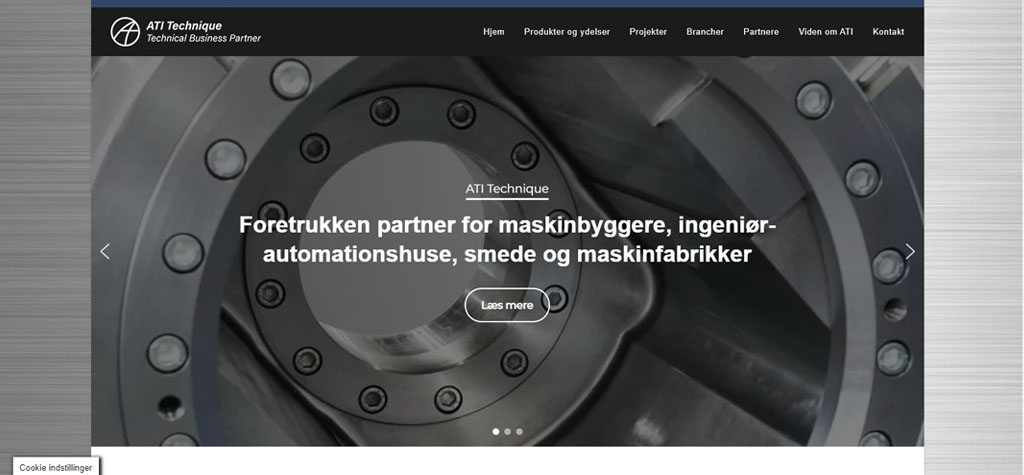 ATI Technique
Technical Business Partner
Hjem Produkter og ydelser Projekter Brancher Partnere Viden om ATI Kontakt
ATI Technique
Foretrukken partner for maskinbyggere, ingeniør-
automationshuse, smede og maskinfabrikker
Læs mere
Cookie indstillinger